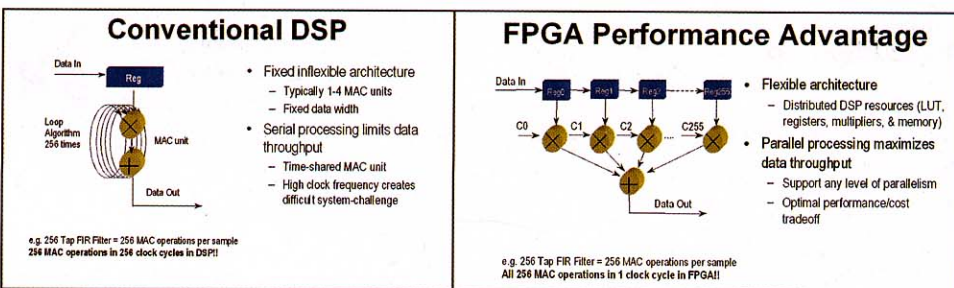 Conventional DSP
Data In
Reg
Loop
Algorithm
256 times
MAC unit
Data Out
• Fixed inflexible architecture
– Typically 1-4 MAC units
– Fixed data width
• Serial processing limits data
throughput
– Time-shared MAC unit
– High clock frequency creates
difficult system-challenge
e.g. 256 Tap FIR Filter = 256 MAC operations per sample
256 MAC operations in 256 clock cycles in DSP!!
FPGA Performance Advantage
Data In
Reg0 Reg1 Reg255
C0 C1 C2 .... C255
Data Out
• Flexible architecture
– Distributed DSP resources (LUT,
registers, multipliers, & memory)
• Parallel processing maximizes
data throughput
– Support any level of parallelism
– Optimal performance/cost
tradeoff
e.g. 256 Tap FIR Filter = 256 MAC operations per sample
All 256 MAC operations in 1 clock cycle in FPGA!!